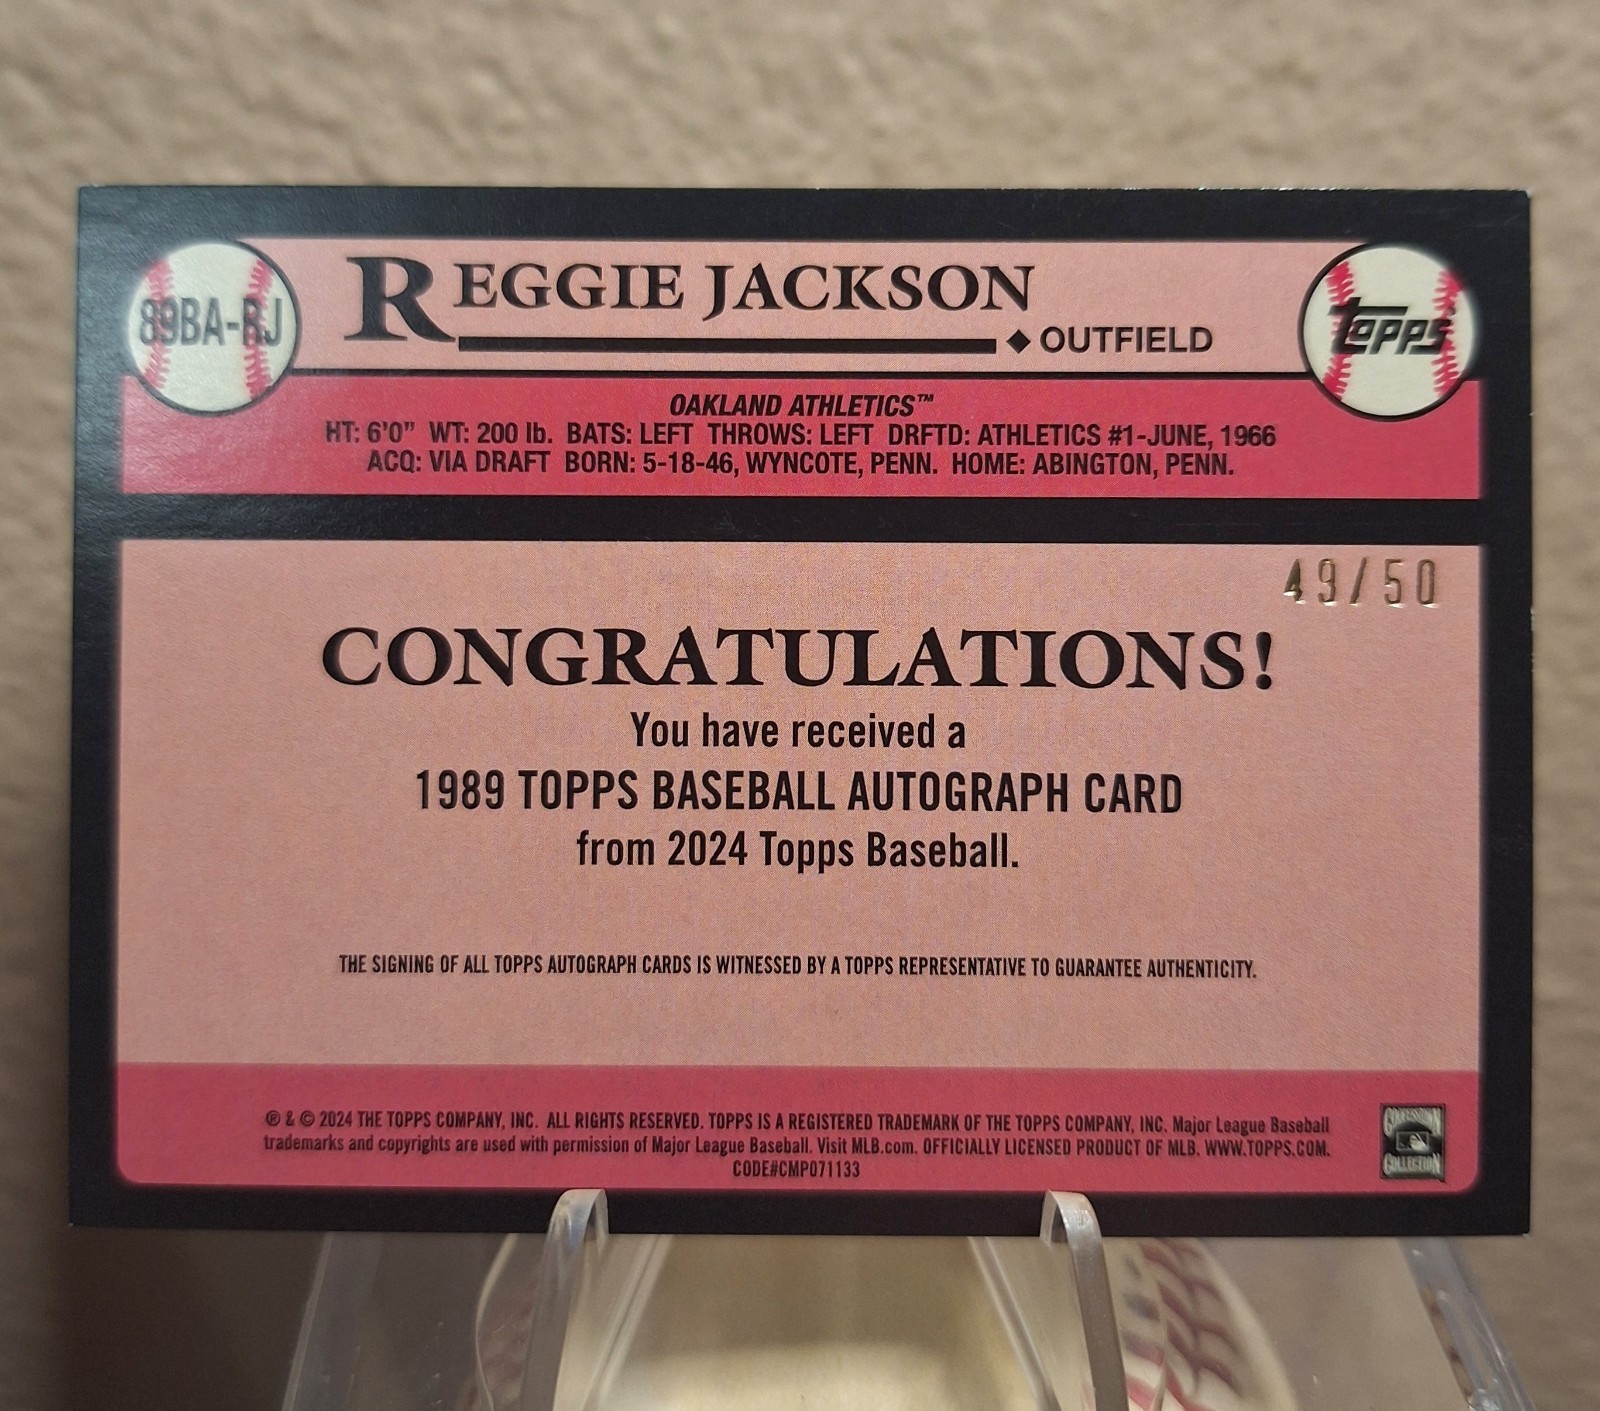 89BA-RJ
REGGIE JACKSON
OUTFIELD
topps®
OAKLAND ATHLETICS™
HT: 6'0" WT: 200 lb. BATS: LEFT THROWS: LEFT DRFTD: ATHLETICS #1-JUNE, 1966
ACQ: VIA DRAFT BORN: 5-18-46, WYNCOTE, PENN. HOME: ABINGTON, PENN.
49/50
CONGRATULATIONS!
You have received a
1989 TOPPS BASEBALL AUTOGRAPH CARD
from 2024 Topps Baseball.
THE SIGNING OF ALL TOPPS AUTOGRAPH CARDS IS WITNESSED BY A TOPPS REPRESENTATIVE TO GUARANTEE AUTHENTICITY.
® & © 2024 THE TOPPS COMPANY, INC. ALL RIGHTS RESERVED. TOPPS IS A REGISTERED TRADEMARK OF THE TOPPS COMPANY, INC. Major League Baseball
trademarks and copyrights are used with permission of Major League Baseball. Visit MLB.com. OFFICIALLY LICENSED PRODUCT OF MLB. WWW.TOPPS.COM.
CODE#CMP071133
COLLECTION